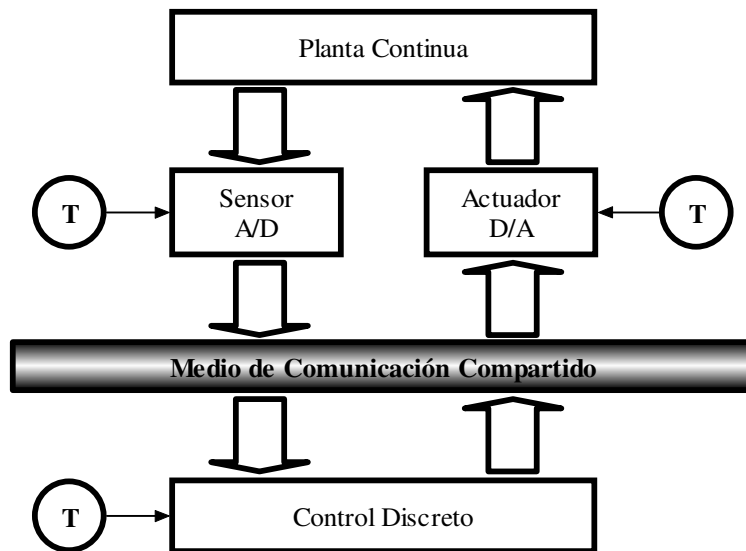 Planta Continua
Sensor
A/D
Actuador
D/A
T
T
Medio de Comunicación Compartido
Control Discreto
T